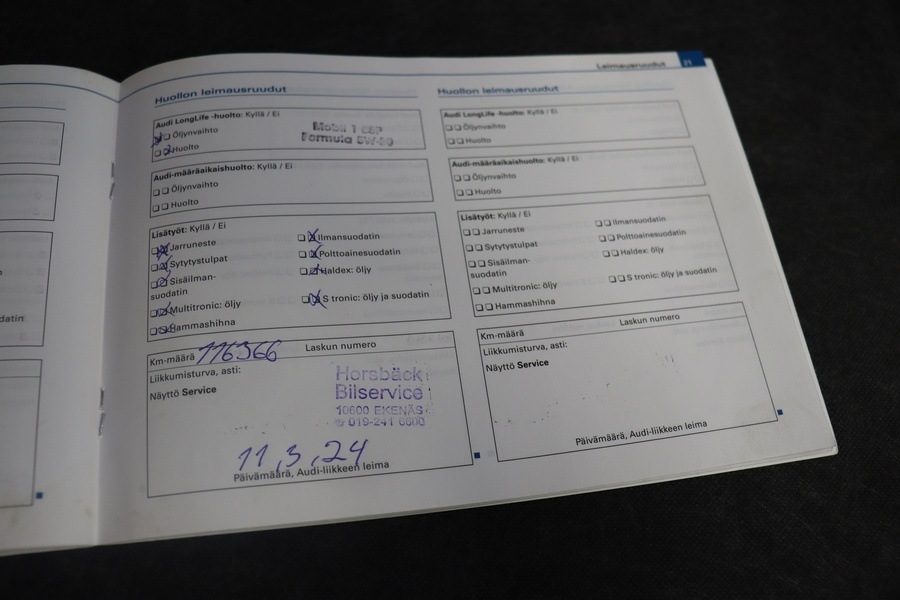 Leimausruudut 21
Huollon leimausruudut
Audi LongLife -huolto: Kyllä / Ei
Öljynvaihto
Huolto
Mobil 1 ESP
Formula 5W-30
Audi-määräaikaishuolto: Kyllä / Ei
Öljynvaihto
Huolto
Lisätyöt: Kyllä / Ei
Jarruneste
Sytytystulpat
Sisäilman-
suodatin
Multitronic: öljy
Hammashihna
Ilmansuodatin
Polttoainesuodatin
Haldex: öljy
S tronic: öljy ja suodatin
Km-määrä 116366 Laskun numero
Liikkumisturva, asti:
Näyttö Service
Horsbäck
Bilservice
10600 EKENÄS
019-241 6600
11,3,24
Päivämäärä, Audi-liikkeen leima
Huollon leimausruudut
Audi LongLife -huolto: Kyllä / Ei
Öljynvaihto
Huolto
Audi-määräaikaishuolto: Kyllä / Ei
Öljynvaihto
Huolto
Lisätyöt: Kyllä / Ei
Jarruneste
Sytytystulpat
Sisäilman-
suodatin
Multitronic: öljy
Hammashihna
Ilmansuodatin
Polttoainesuodatin
Haldex: öljy
S tronic: öljy ja suodatin
Km-määrä Laskun numero
Liikkumisturva, asti:
Näyttö Service
Päivämäärä, Audi-liikkeen leima
datin